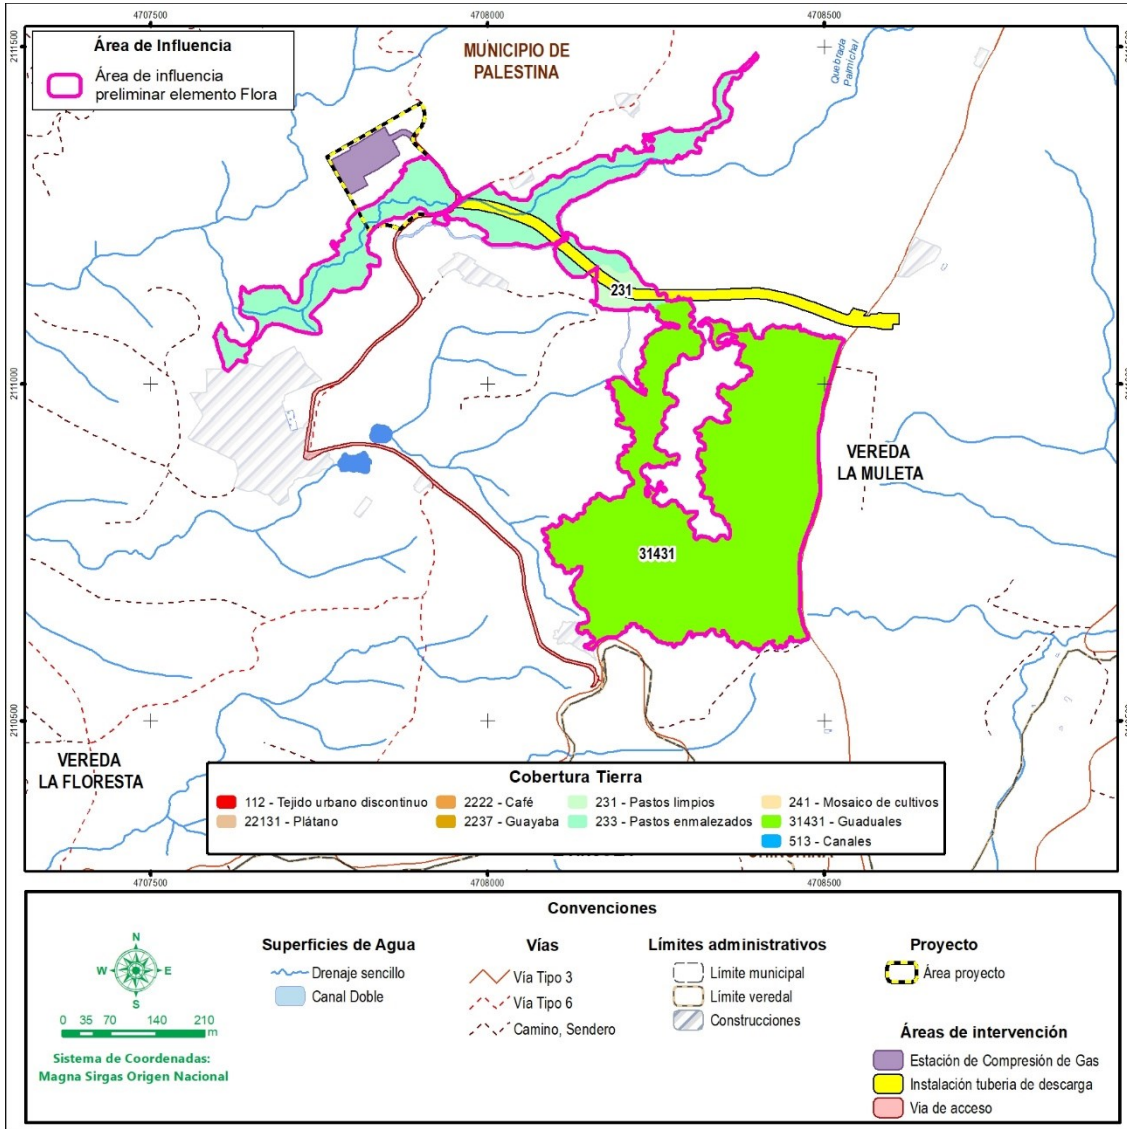 4707500
4708000
4708500
2111500
Área de Influencia
Área de influencia
preliminar elemento Flora
MUNICIPIO DE
PALESTINA
Quebrada
Palmichal
231
2111000
VEREDA
LA MULETA
31431
2110500
VEREDA
LA FLORESTA
Cobertura Tierra
112 - Tejido urbano discontinuo
2222 - Café
231 - Pastos limpios
241 - Mosaico de cultivos
22131 - Plátano
2237 - Guayaba
233 - Pastos enmalezados
31431 - Guaduales
513 - Canales
4707500
4708000
4708500
Convenciones
N
W
E
S
0 35 70 140 210
m
Sistema de Coordenadas:
Magna Sirgas Origen Nacional
Superficies de Agua
Drenaje sencillo
Canal Doble
Vías
Vía Tipo 3
Vía Tipo 6
Camino, Sendero
Límites administrativos
Límite municipal
Límite veredal
Construcciones
Proyecto
Área proyecto
Áreas de intervención
Estación de Compresión de Gas
Instalación tuberia de descarga
Via de acceso